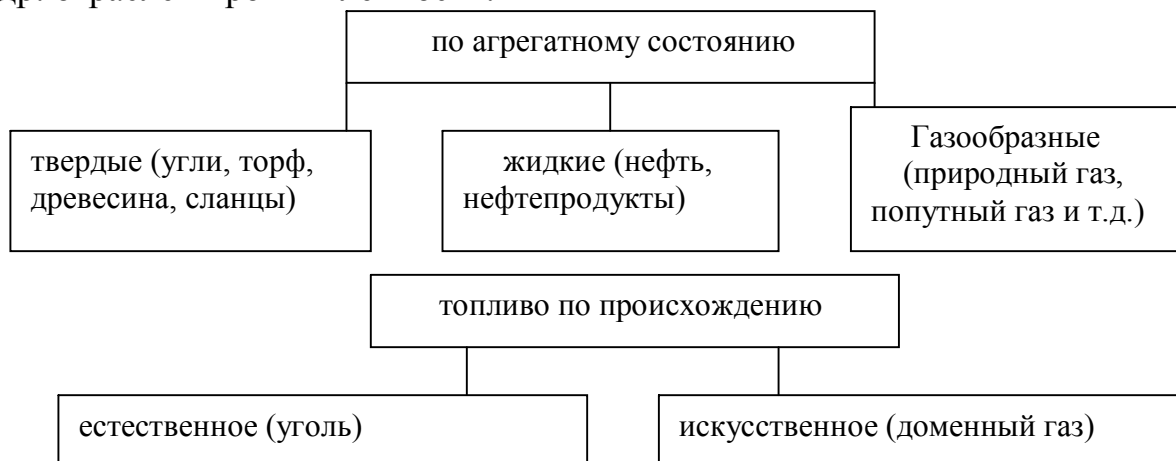 по агрегатному состоянию
твердые (угли, торф,
древесина, сланцы)
жидкие (нефть,
нефтепродукты)
Газообразные
(природный газ,
попутный газ и т.д.)
топливо по происхождению
естественное (уголь)
искусственное (доменный газ)